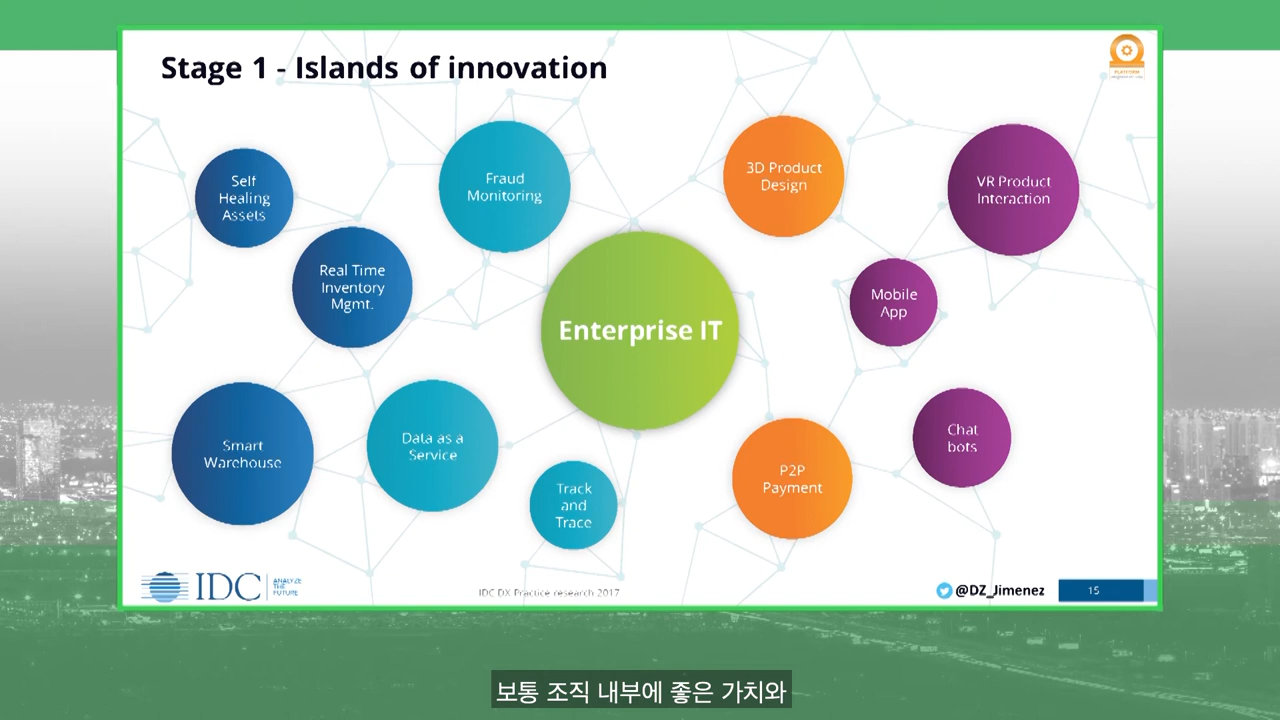 Stage 1 - Islands of innovation
PLATFORM
Self
Healing
Assets
Fraud
Monitoring
3D Product
Design
VR Product
Interaction
Real Time
Inventory
Mgmt.
Enterprise IT
Mobile
App
Smart
Warehouse
Data as a
Service
Track
and
Trace
P2P
Payment
Chat
bots
IDC
ANALYZE
THE
FUTURE
IDC DX Practice research 2017
@DZ_Jimenez
15
보통 조직 내부에 좋은 가치와